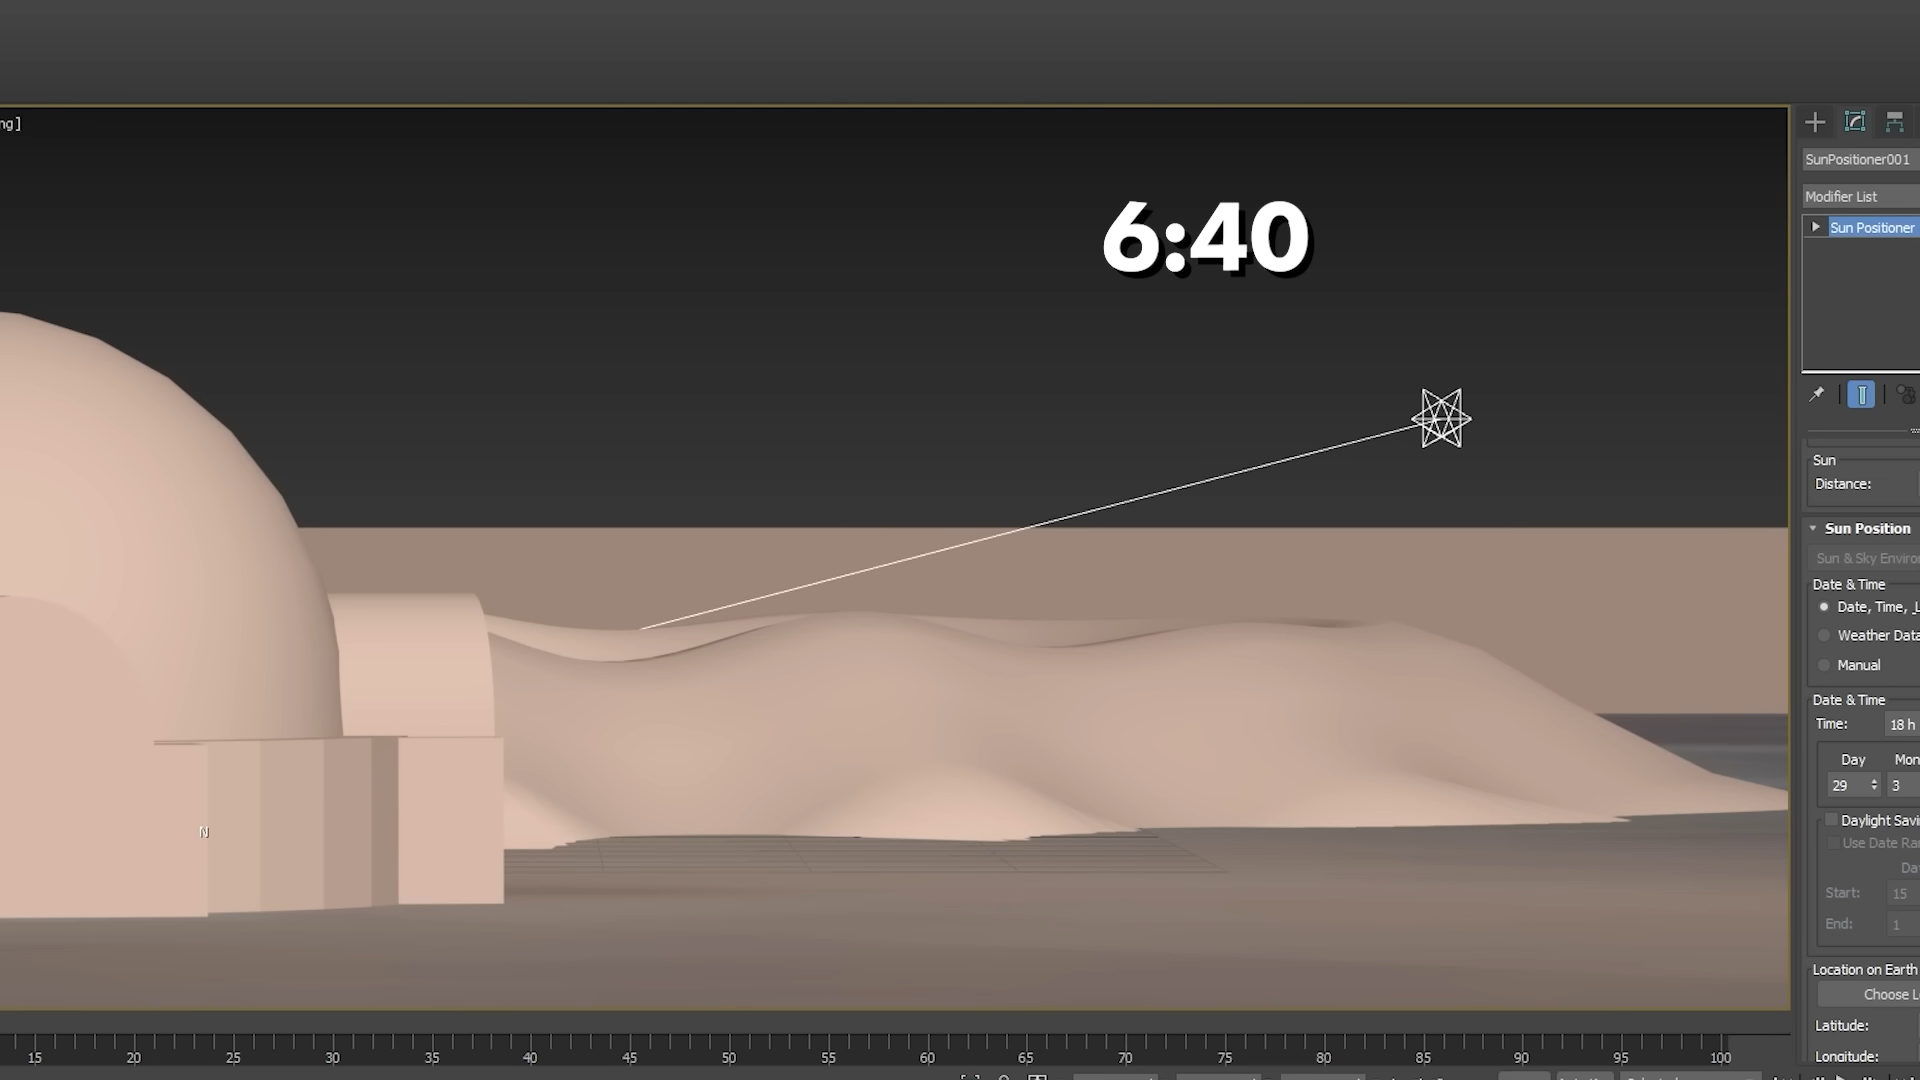 ng]
6:40
SunPositioner001
Modifier List
Sun Positioner
Sun
Distance:
Sun Position
Sun & Sky Enviro
Date & Time
Date, Time, L
Weather Data
Manual
Date & Time
Time: 18 h
Day Mon
29 3
Daylight Savi
Use Date Ra
Da
Start: 15
End: 1
Location on Earth
Choose L
Latitude:
Longitude:
N
15 20 25 30 35 40 45 50 55 60 65 70 75 80 85 90 95 100